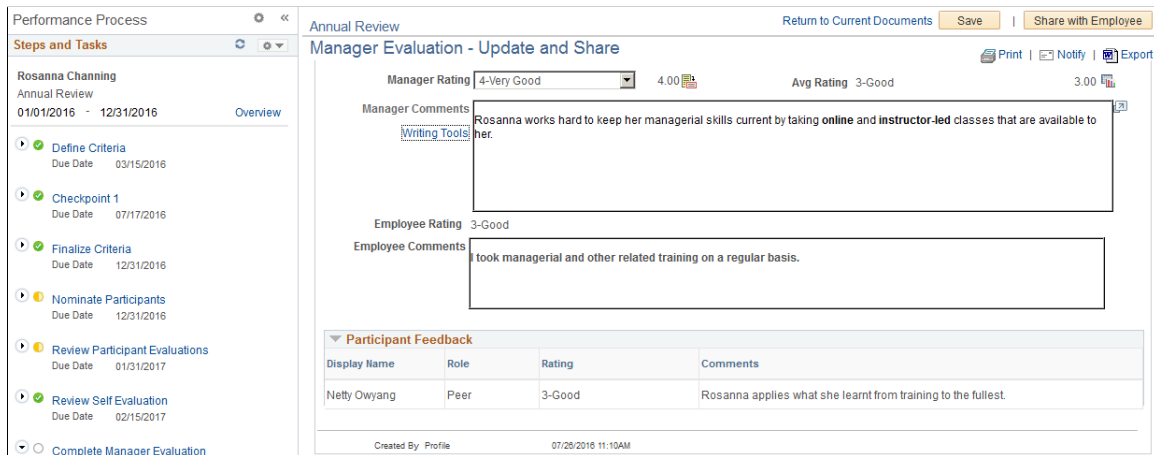 Performance Process
Steps and Tasks
Rosanna Channing
Annual Review
01/01/2016 - 12/31/2016 Overview
Define Criteria
Due Date 03/15/2016
Checkpoint 1
Due Date 07/17/2016
Finalize Criteria
Due Date 12/31/2016
Nominate Participants
Due Date 12/31/2016
Review Participant Evaluations
Due Date 01/31/2017
Review Self Evaluation
Due Date 02/15/2017
Complete Manager Evaluation
Annual Review
Return to Current Documents Save | Share with Employee
Manager Evaluation - Update and Share
Print | Notify | Export
Manager Rating 4-Very Good 4.00 Avg Rating 3-Good 3.00
Manager Comments
Writing Tools
Rosanna works hard to keep her managerial skills current by taking online and instructor-led classes that are available to
her.
Employee Rating 3-Good
Employee Comments
I took managerial and other related training on a regular basis.
Participant Feedback
Display Name Role Rating Comments
Netty Owyang Peer 3-Good Rosanna applies what she learnt from training to the fullest.
Created By Profile 07/26/2016 11:10AM